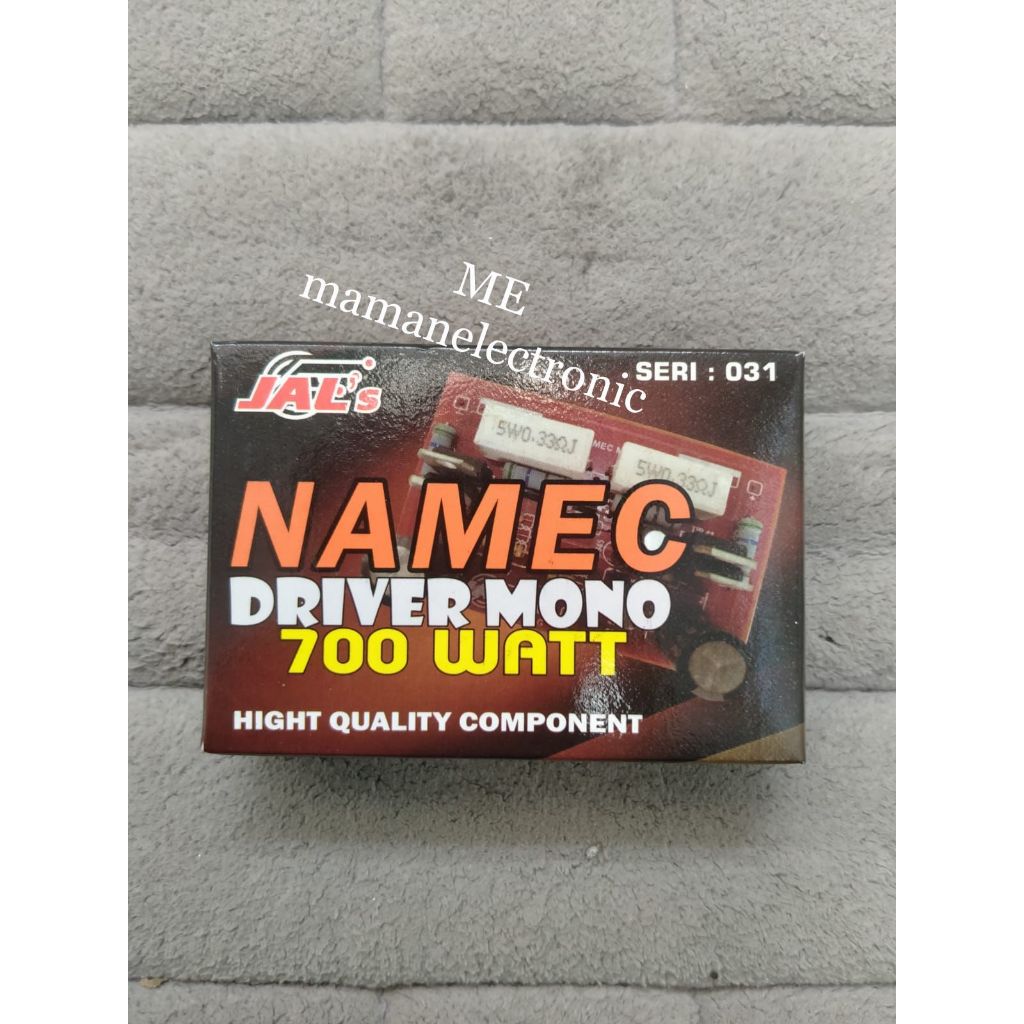 ME
mamanelectronic
JAL's
SERI : 031
5W0.33ΩJ
5W0.33ΩJ
NAMEC
DRIVER MONO
700 WATT
HIGHT QUALITY COMPONENT